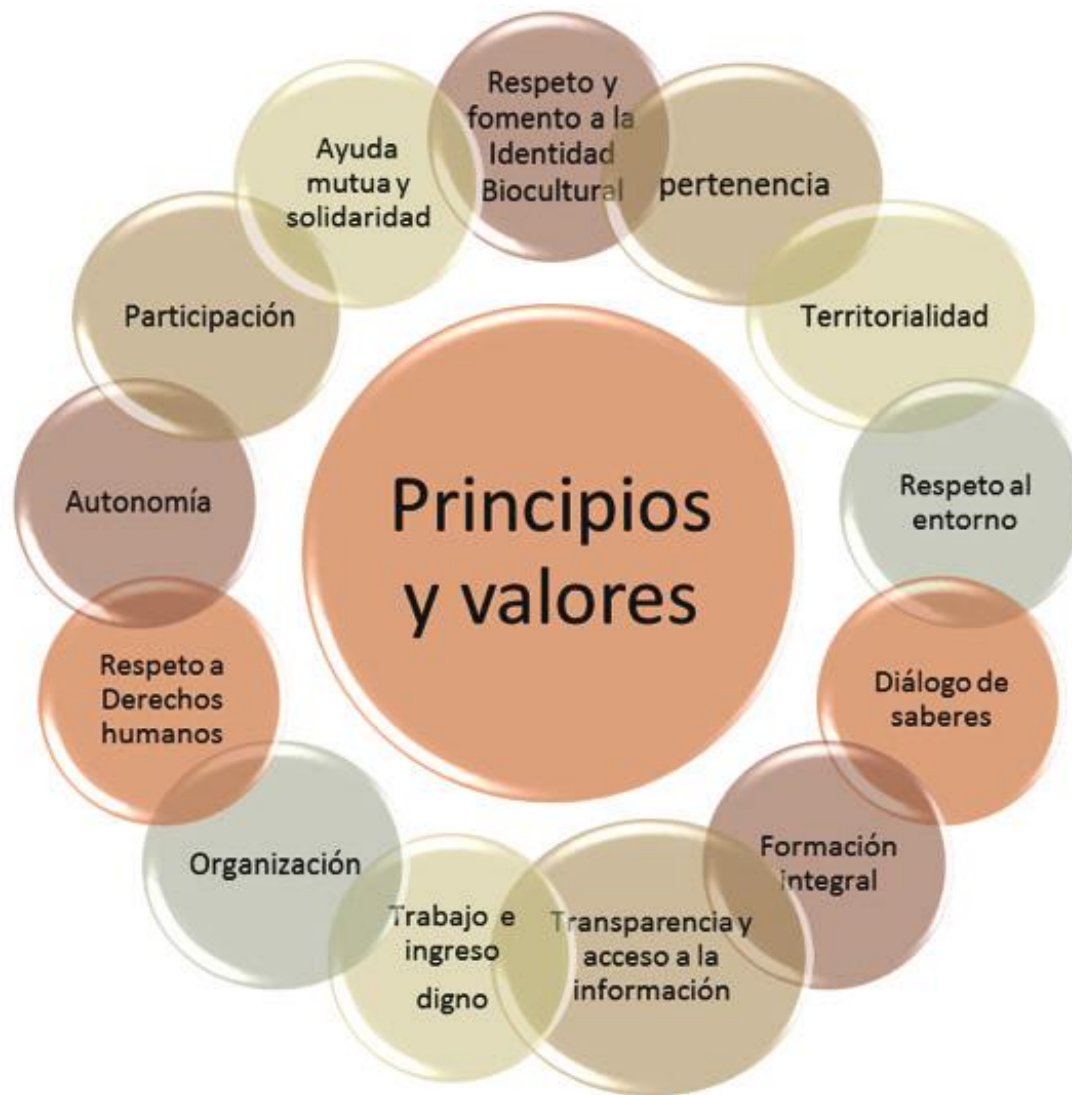 Respeto y
fomento a la
Identidad
Biocultural
pertenencia
Territorialidad
Respeto al
entorno
Diálogo de
saberes
Formación
integral
Transparencia y
acceso a la
información
Trabajo e
ingreso
digno
Organización
Respeto a
Derechos
humanos
Autonomía
Participación
Ayuda
mutua y
solidaridad
Principios
y valores